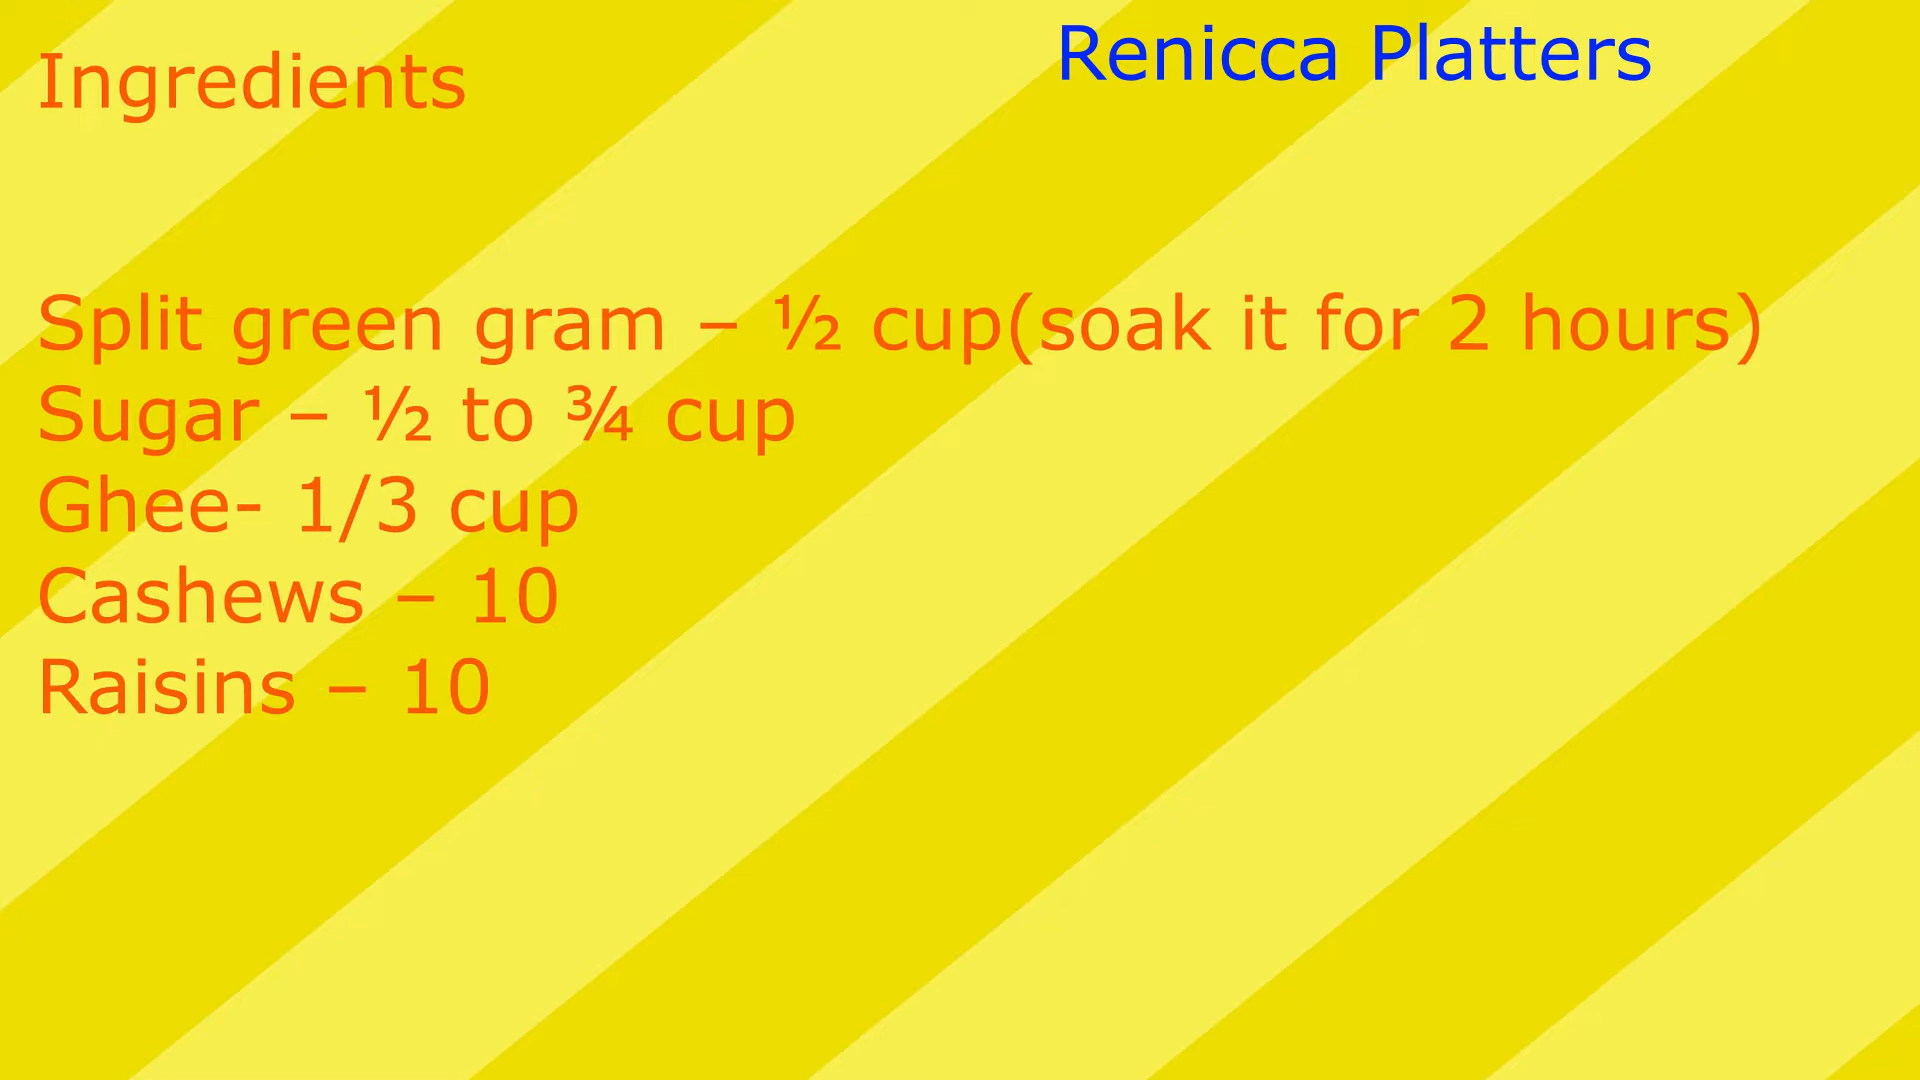 Ingredients
Renicca Platters
Split green gram – ½ cup(soak it for 2 hours)
Sugar – ½ to ¾ cup
Ghee- 1/3 cup
Cashews – 10
Raisins – 10